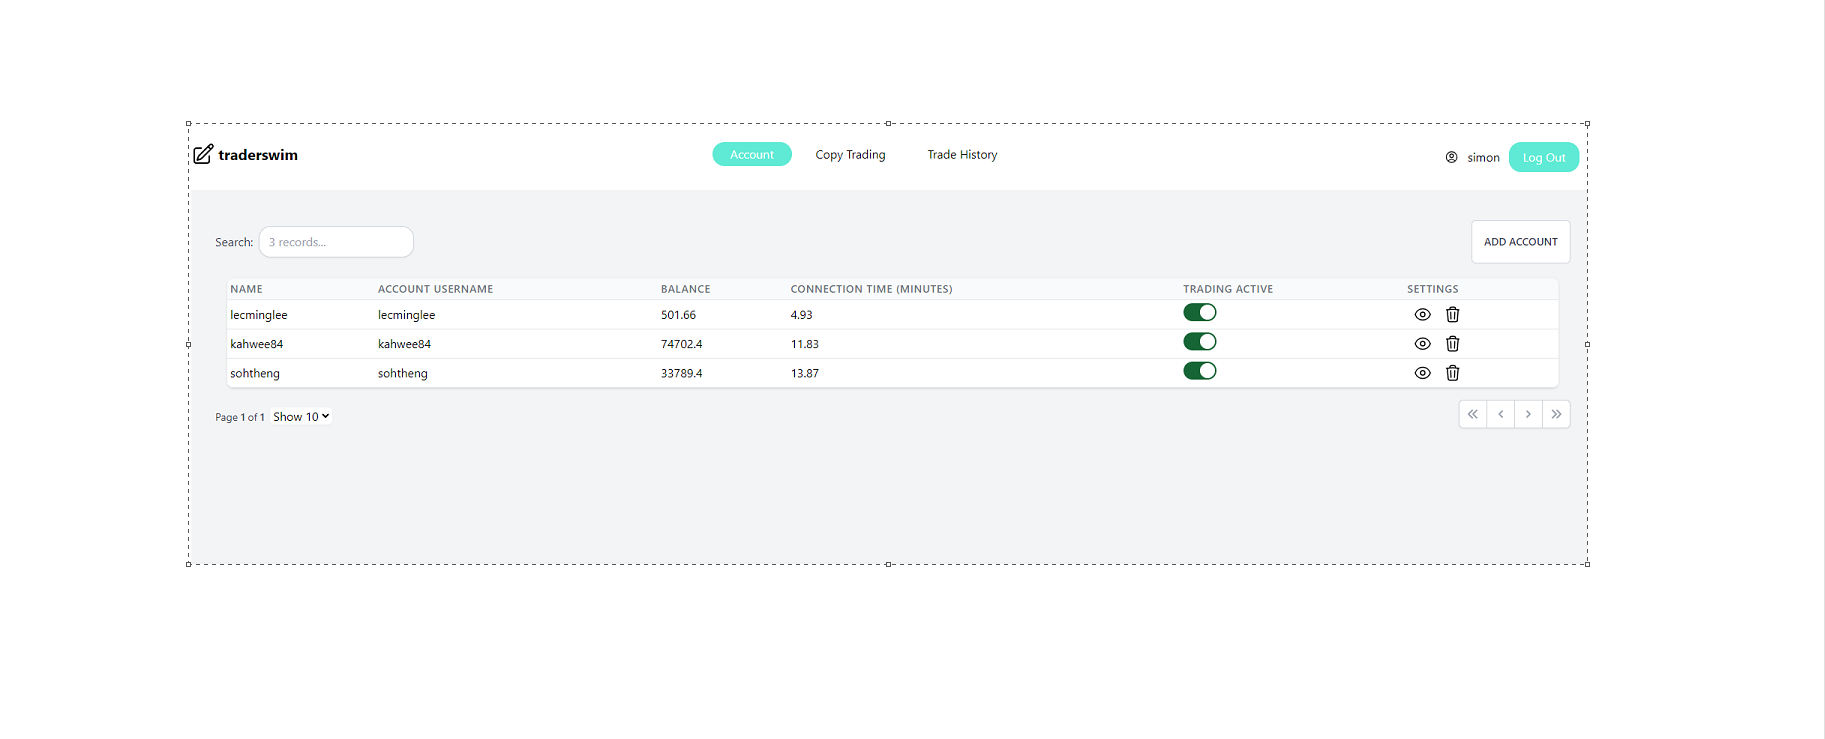 traderswim Account Copy Trading Trade History simon Log Out
Search: 3 records... ADD ACCOUNT
NAME ACCOUNT USERNAME BALANCE CONNECTION TIME (MINUTES) TRADING ACTIVE SETTINGS
lecminglee lecminglee 501.66 4.93
kahwee84 kahwee84 74702.4 11.83
sohtheng sohtheng 33789.4 13.87
Page 1 of 1 Show 10